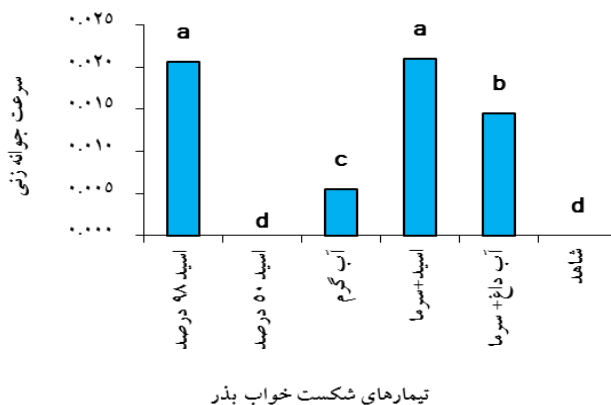 ۰.۰۲۵
۰.۰۲۰
۰.۰۱۵
۰.۰۱۰
۰.۰۰۵
۰.۰۰۰
سرعت جوانه زنی
a
d
c
a
b
d
اسید ۹۸ درصد
اسید ۵۰ درصد
آب گرم
اسید+سرما
آب داغ+ سرما
شاهد
تیمارهای شکست خواب بذر